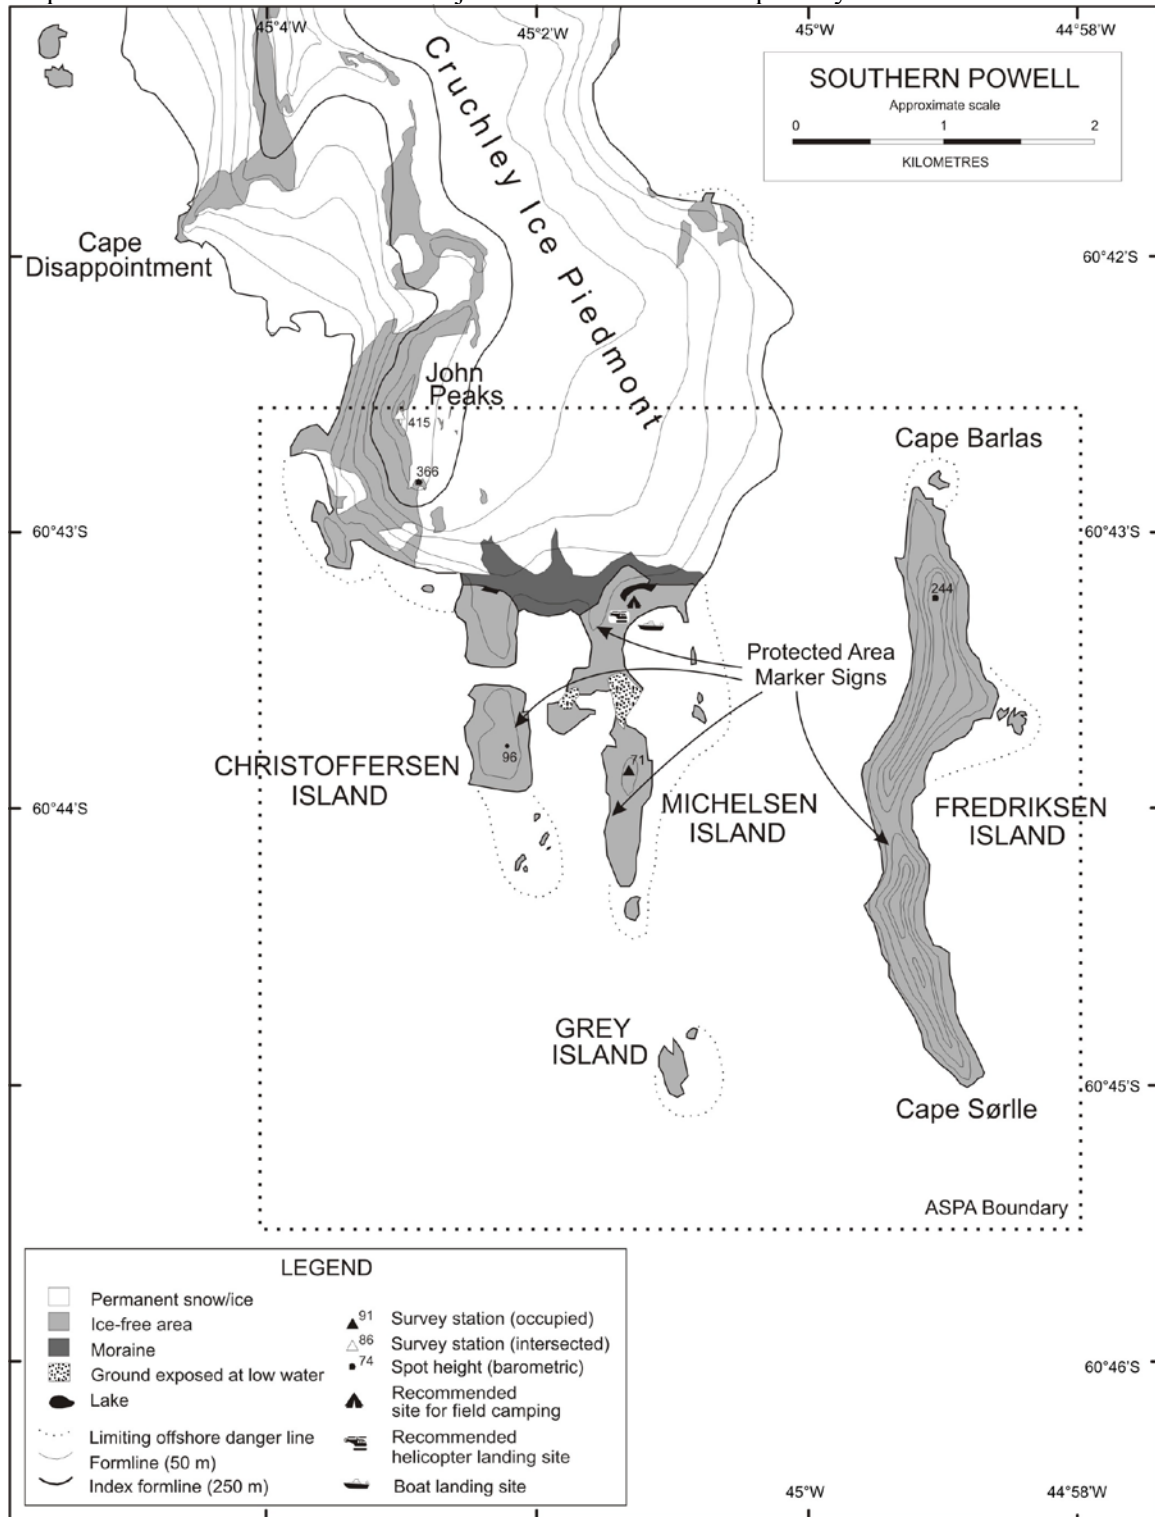 45°4'W
45°2'W
45°W
44°58'W
SOUTHERN POWELL
Approximate scale
0 1 2
KILOMETRES
Cruchley Ice Piedmont
Cape
Disappointment
60°42'S
John
Peaks
415
366
Cape Barlas
60°43'S
60°43'S
244
Protected Area
Marker Signs
CHRISTOFFERSEN
ISLAND
96
71
MICHELSEN
ISLAND
FREDRIKSEN
ISLAND
60°44'S
GREY
ISLAND
60°45'S
Cape Sørlle
ASPA Boundary
LEGEND
Permanent snow/ice
Ice-free area
Moraine
Ground exposed at low water
Lake
Limiting offshore danger line
Formline (50 m)
Index formline (250 m)
91 Survey station (occupied)
86 Survey station (intersected)
74 Spot height (barometric)
Recommended
site for field camping
Recommended
helicopter landing site
Boat landing site
60°46'S
45°W
44°58'W